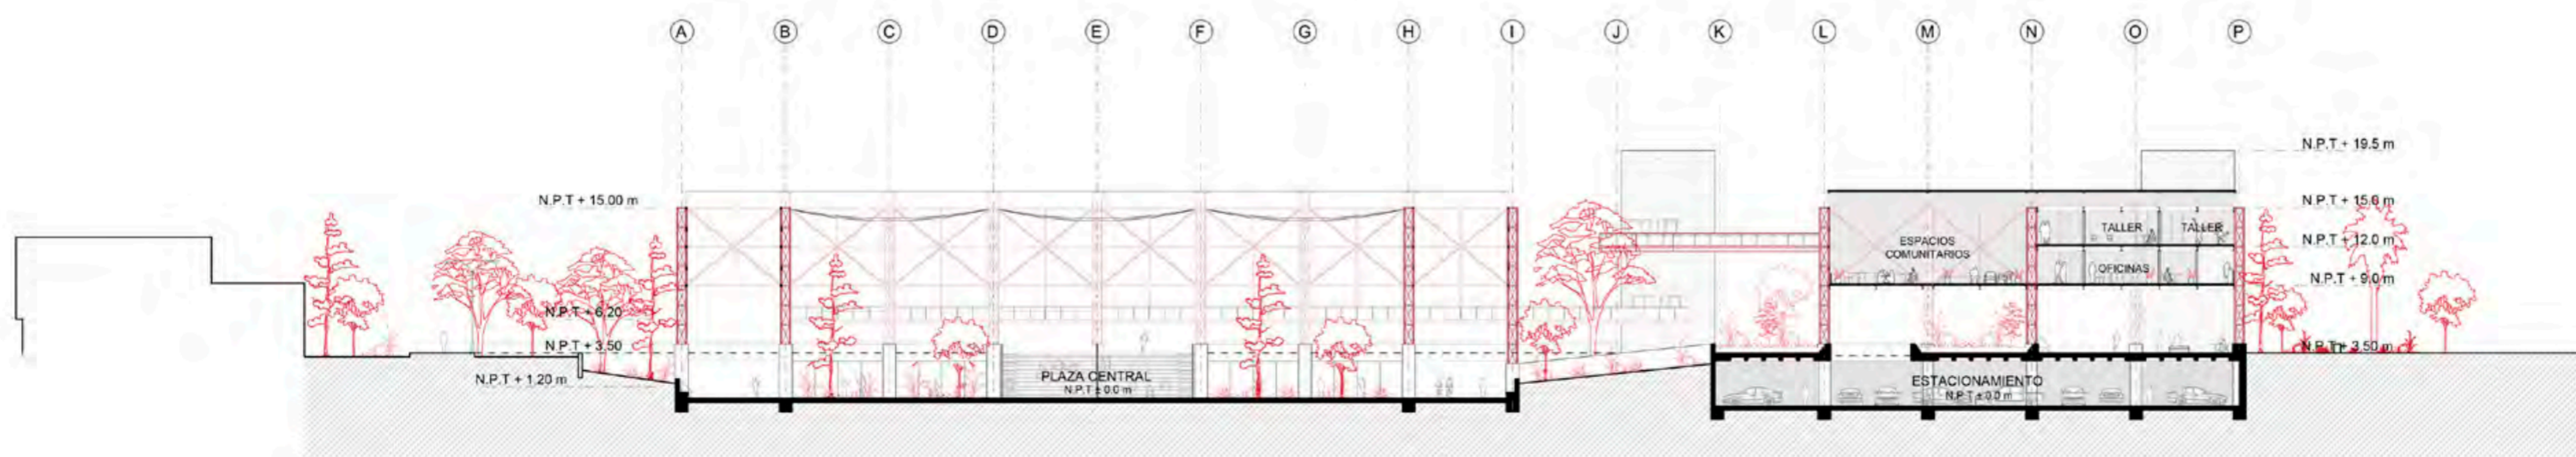 A B C D E F G H I J K L M N O P
N.P.T + 19.5 m
N.P.T + 15.00 m
N.P.T + 15.6 m
TALLER TALLER
N.P.T + 12.0 m
ESPACIOS
COMUNITARIOS
OFICINAS
N.P.T + 9.0 m
N.P.T + 6.20
N.P.T + 3.50
N.P.T + 3.50 m
N.P.T + 1.20 m
PLAZA CENTRAL
N.P.T ± 0.0 m
ESTACIONAMIENTO
N.P.T ± 0.0 m